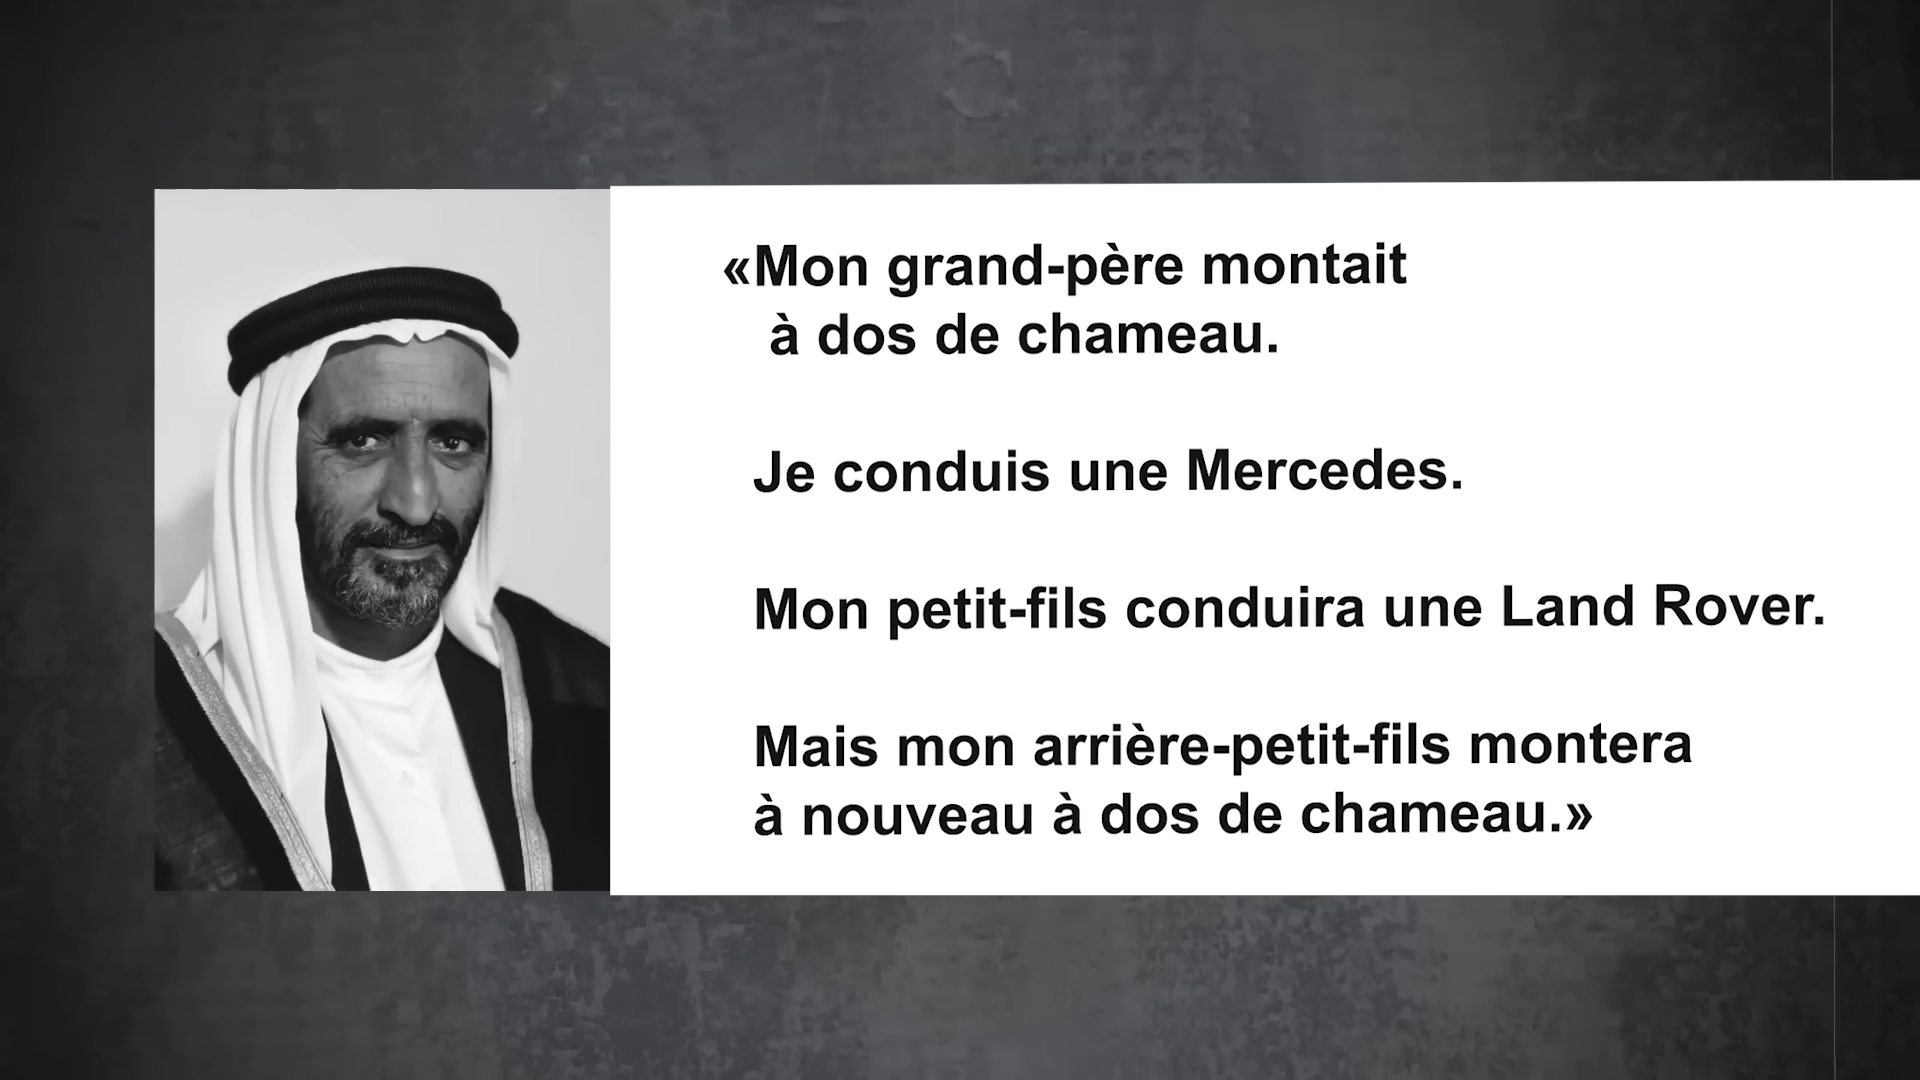 «Mon grand-père montait
à dos de chameau.
Je conduis une Mercedes.
Mon petit-fils conduira une Land Rover.
Mais mon arrière-petit-fils montera
à nouveau à dos de chameau.»